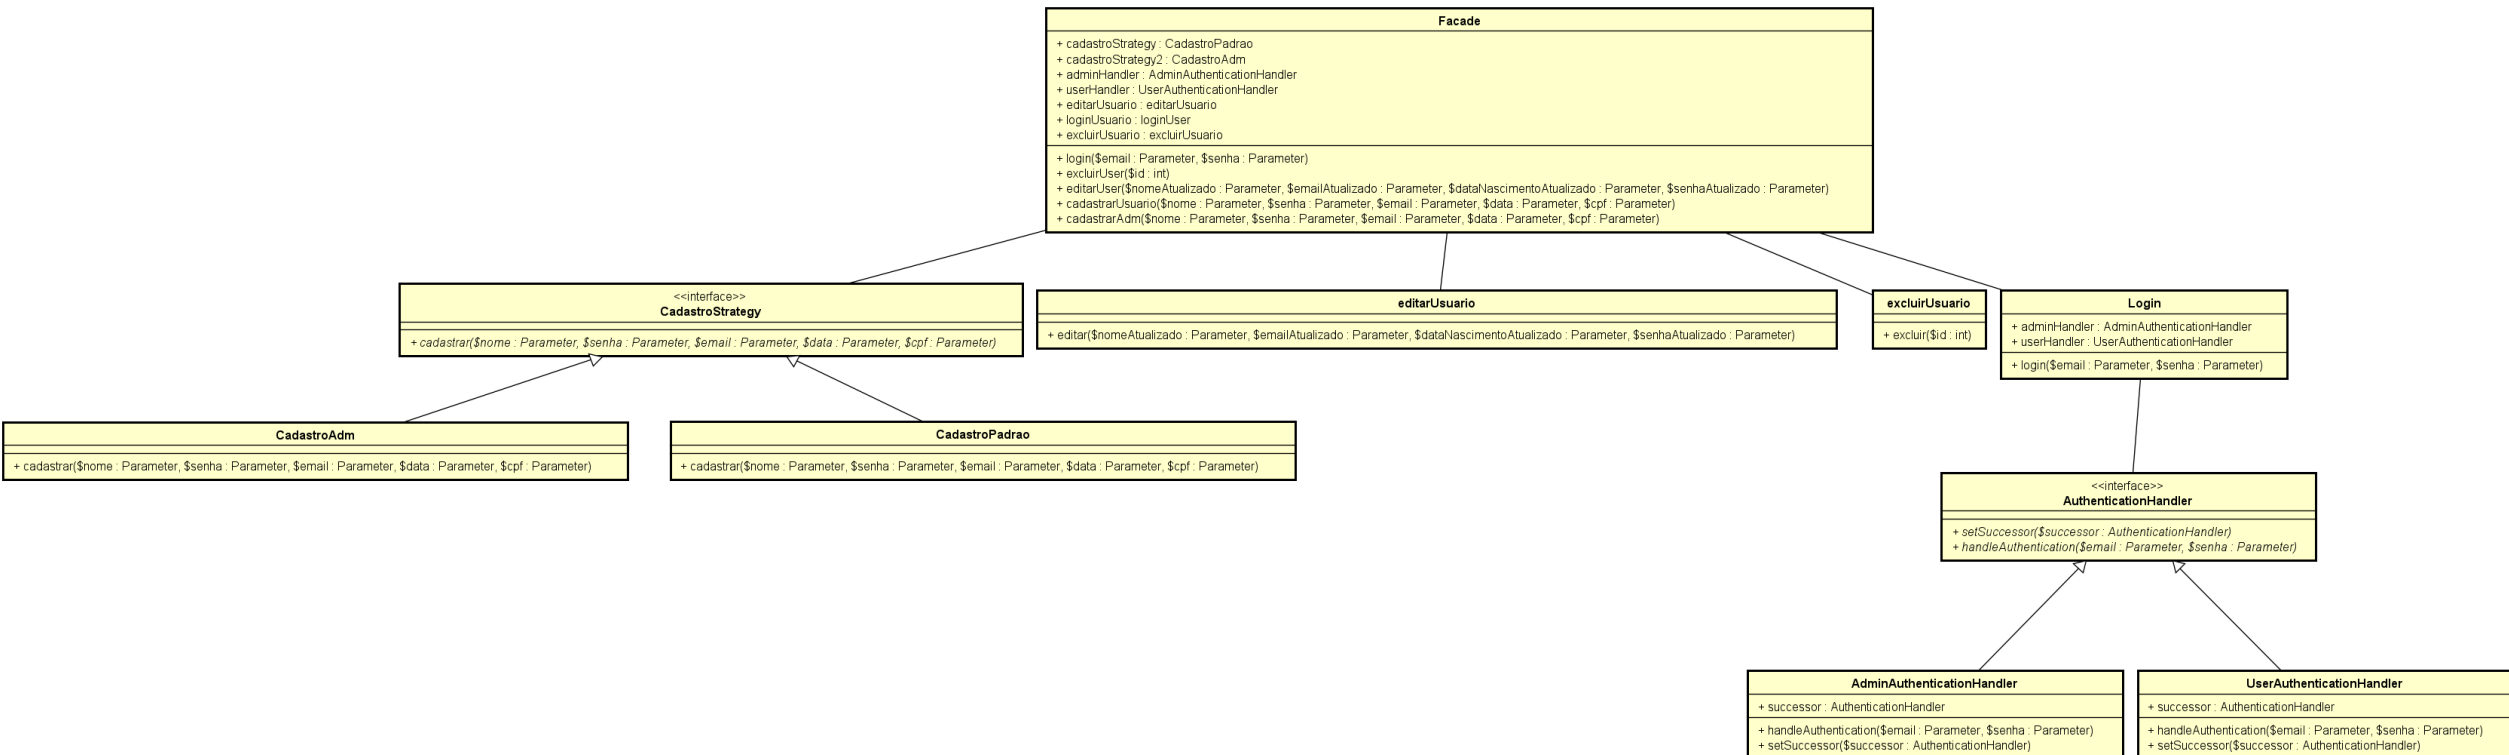 Facade
+ cadastroStrategy : CadastroPadrao
+ cadastroStrategy2 : CadastroAdm
+ adminHandler : AdminAuthenticationHandler
+ userHandler : UserAuthenticationHandler
+ editarUsuario : editarUsuario
+ loginUsuario : loginUser
+ excluirUsuario : excluirUsuario
+ login($email : Parameter, $senha : Parameter)
+ excluirUser($id : int)
+ editarUser($nomeAtualizado : Parameter, $emailAtualizado : Parameter, $dataNascimentoAtualizado : Parameter, $senhaAtualizado : Parameter)
+ cadastrarUsuario($nome : Parameter, $senha : Parameter, $email : Parameter, $data : Parameter, $cpf : Parameter)
+ cadastrarAdm($nome : Parameter, $senha : Parameter, $email : Parameter, $data : Parameter, $cpf : Parameter)
<<interface>>
CadastroStrategy
+ cadastrar($nome : Parameter, $senha : Parameter, $email : Parameter, $data : Parameter, $cpf : Parameter)
editarUsuario
+ editar($nomeAtualizado : Parameter, $emailAtualizado : Parameter, $dataNascimentoAtualizado : Parameter, $senhaAtualizado : Parameter)
excluirUsuario
+ excluir($id : int)
Login
+ adminHandler : AdminAuthenticationHandler
+ userHandler : UserAuthenticationHandler
+ login($email : Parameter, $senha : Parameter)
CadastroAdm
+ cadastrar($nome : Parameter, $senha : Parameter, $email : Parameter, $data : Parameter, $cpf : Parameter)
CadastroPadrao
+ cadastrar($nome : Parameter, $senha : Parameter, $email : Parameter, $data : Parameter, $cpf : Parameter)
<<interface>>
AuthenticationHandler
+ setSuccessor($successor : AuthenticationHandler)
+ handleAuthentication($email : Parameter, $senha : Parameter)
AdminAuthenticationHandler
+ successor : AuthenticationHandler
+ handleAuthentication($email : Parameter, $senha : Parameter)
+ setSuccessor($successor : AuthenticationHandler)
UserAuthenticationHandler
+ successor : AuthenticationHandler
+ handleAuthentication($email : Parameter, $senha : Parameter)
+ setSuccessor($successor : AuthenticationHandler)